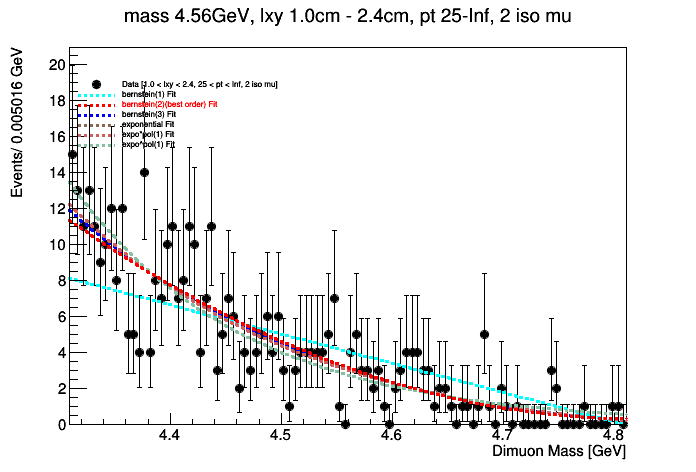 mass 4.56GeV, lxy 1.0cm - 2.4cm, pt 25-Inf, 2 iso mu
Events/ 0.005016 GeV
20
18
16
14
12
10
8
6
4
2
0
Data [1.0 < lxy < 2.4, 25 < pt < Inf, 2 iso mu]
bernstein(1) Fit
bernstein(2)(best order) Fit
bernstein(3) Fit
exponential Fit
expo*pol(1) Fit
expo*pol(1) Fit
4.4 4.5 4.6 4.7 4.8
Dimuon Mass [GeV]